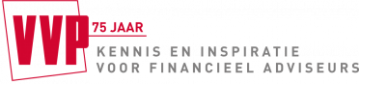 VVP 75 JAAR
KENNIS EN INSPIRATIE
VOOR FINANCIEEL ADVISEURS